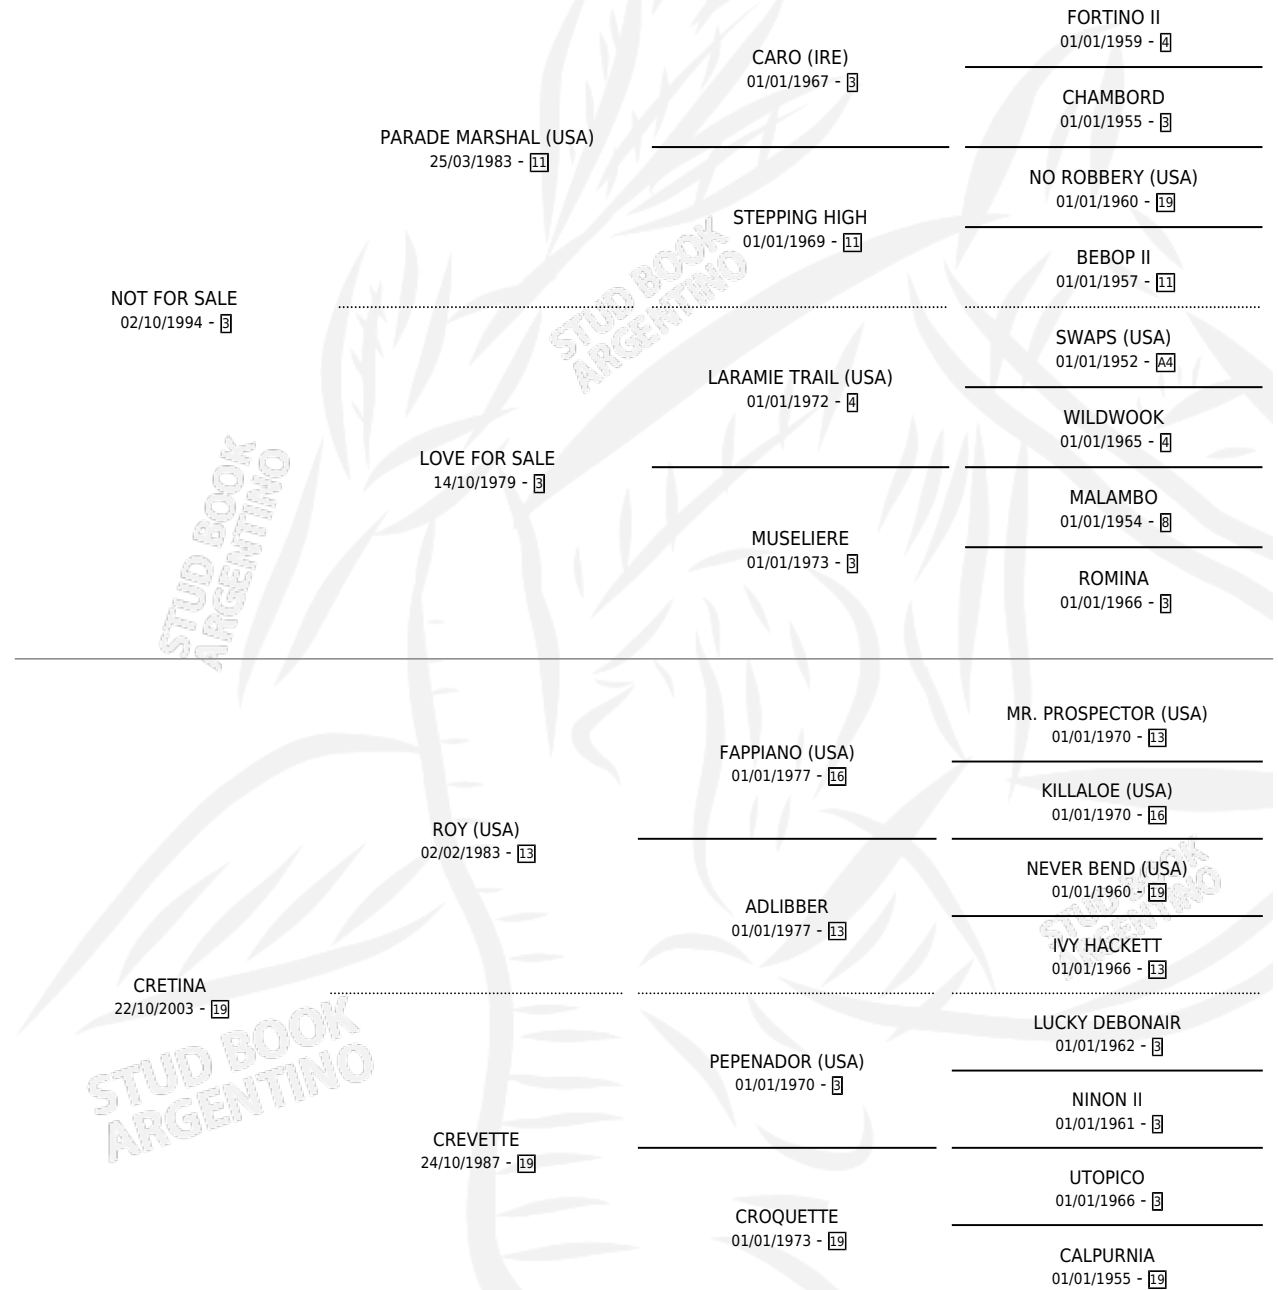 FORTINO II
01/01/1959 - 4
CARO (IRE)
01/01/1967 - 3
CHAMBORD
01/01/1955 - 3
PARADE MARSHAL (USA)
25/03/1983 - 11
NO ROBBERY (USA)
01/01/1960 - 19
STEPPING HIGH
01/01/1969 - 11
BEBOP II
01/01/1957 - 11
NOT FOR SALE
02/10/1994 - 3
STUD BOOK
ARGENTINO
SWAPS (USA)
01/01/1952 - A4
LARAMIE TRAIL (USA)
01/01/1972 - 4
WILDWOOK
01/01/1965 - 4
LOVE FOR SALE
14/10/1979 - 3
MALAMBO
01/01/1954 - 8
MUSELIERE
01/01/1973 - 3
ROMINA
01/01/1966 - 3
STUD BOOK
ARGENTINO
MR. PROSPECTOR (USA)
01/01/1970 - 13
FAPPIANO (USA)
01/01/1977 - 16
KILLALOE (USA)
01/01/1970 - 16
ROY (USA)
02/02/1983 - 13
NEVER BEND (USA)
01/01/1960 - 19
ADLIBBER
01/01/1977 - 13
STUD BOOK
ARGENTINO
IVY HACKETT
01/01/1966 - 13
CRETINA
22/10/2003 - 19
LUCKY DEBONAIR
01/01/1962 - 3
PEPENADOR (USA)
01/01/1970 - 3
STUD BOOK
ARGENTINO
NINON II
01/01/1961 - 3
CREVETTE
24/10/1987 - 19
UTOPICO
01/01/1966 - 3
CROQUETTE
01/01/1973 - 19
CALPURNIA
01/01/1955 - 19